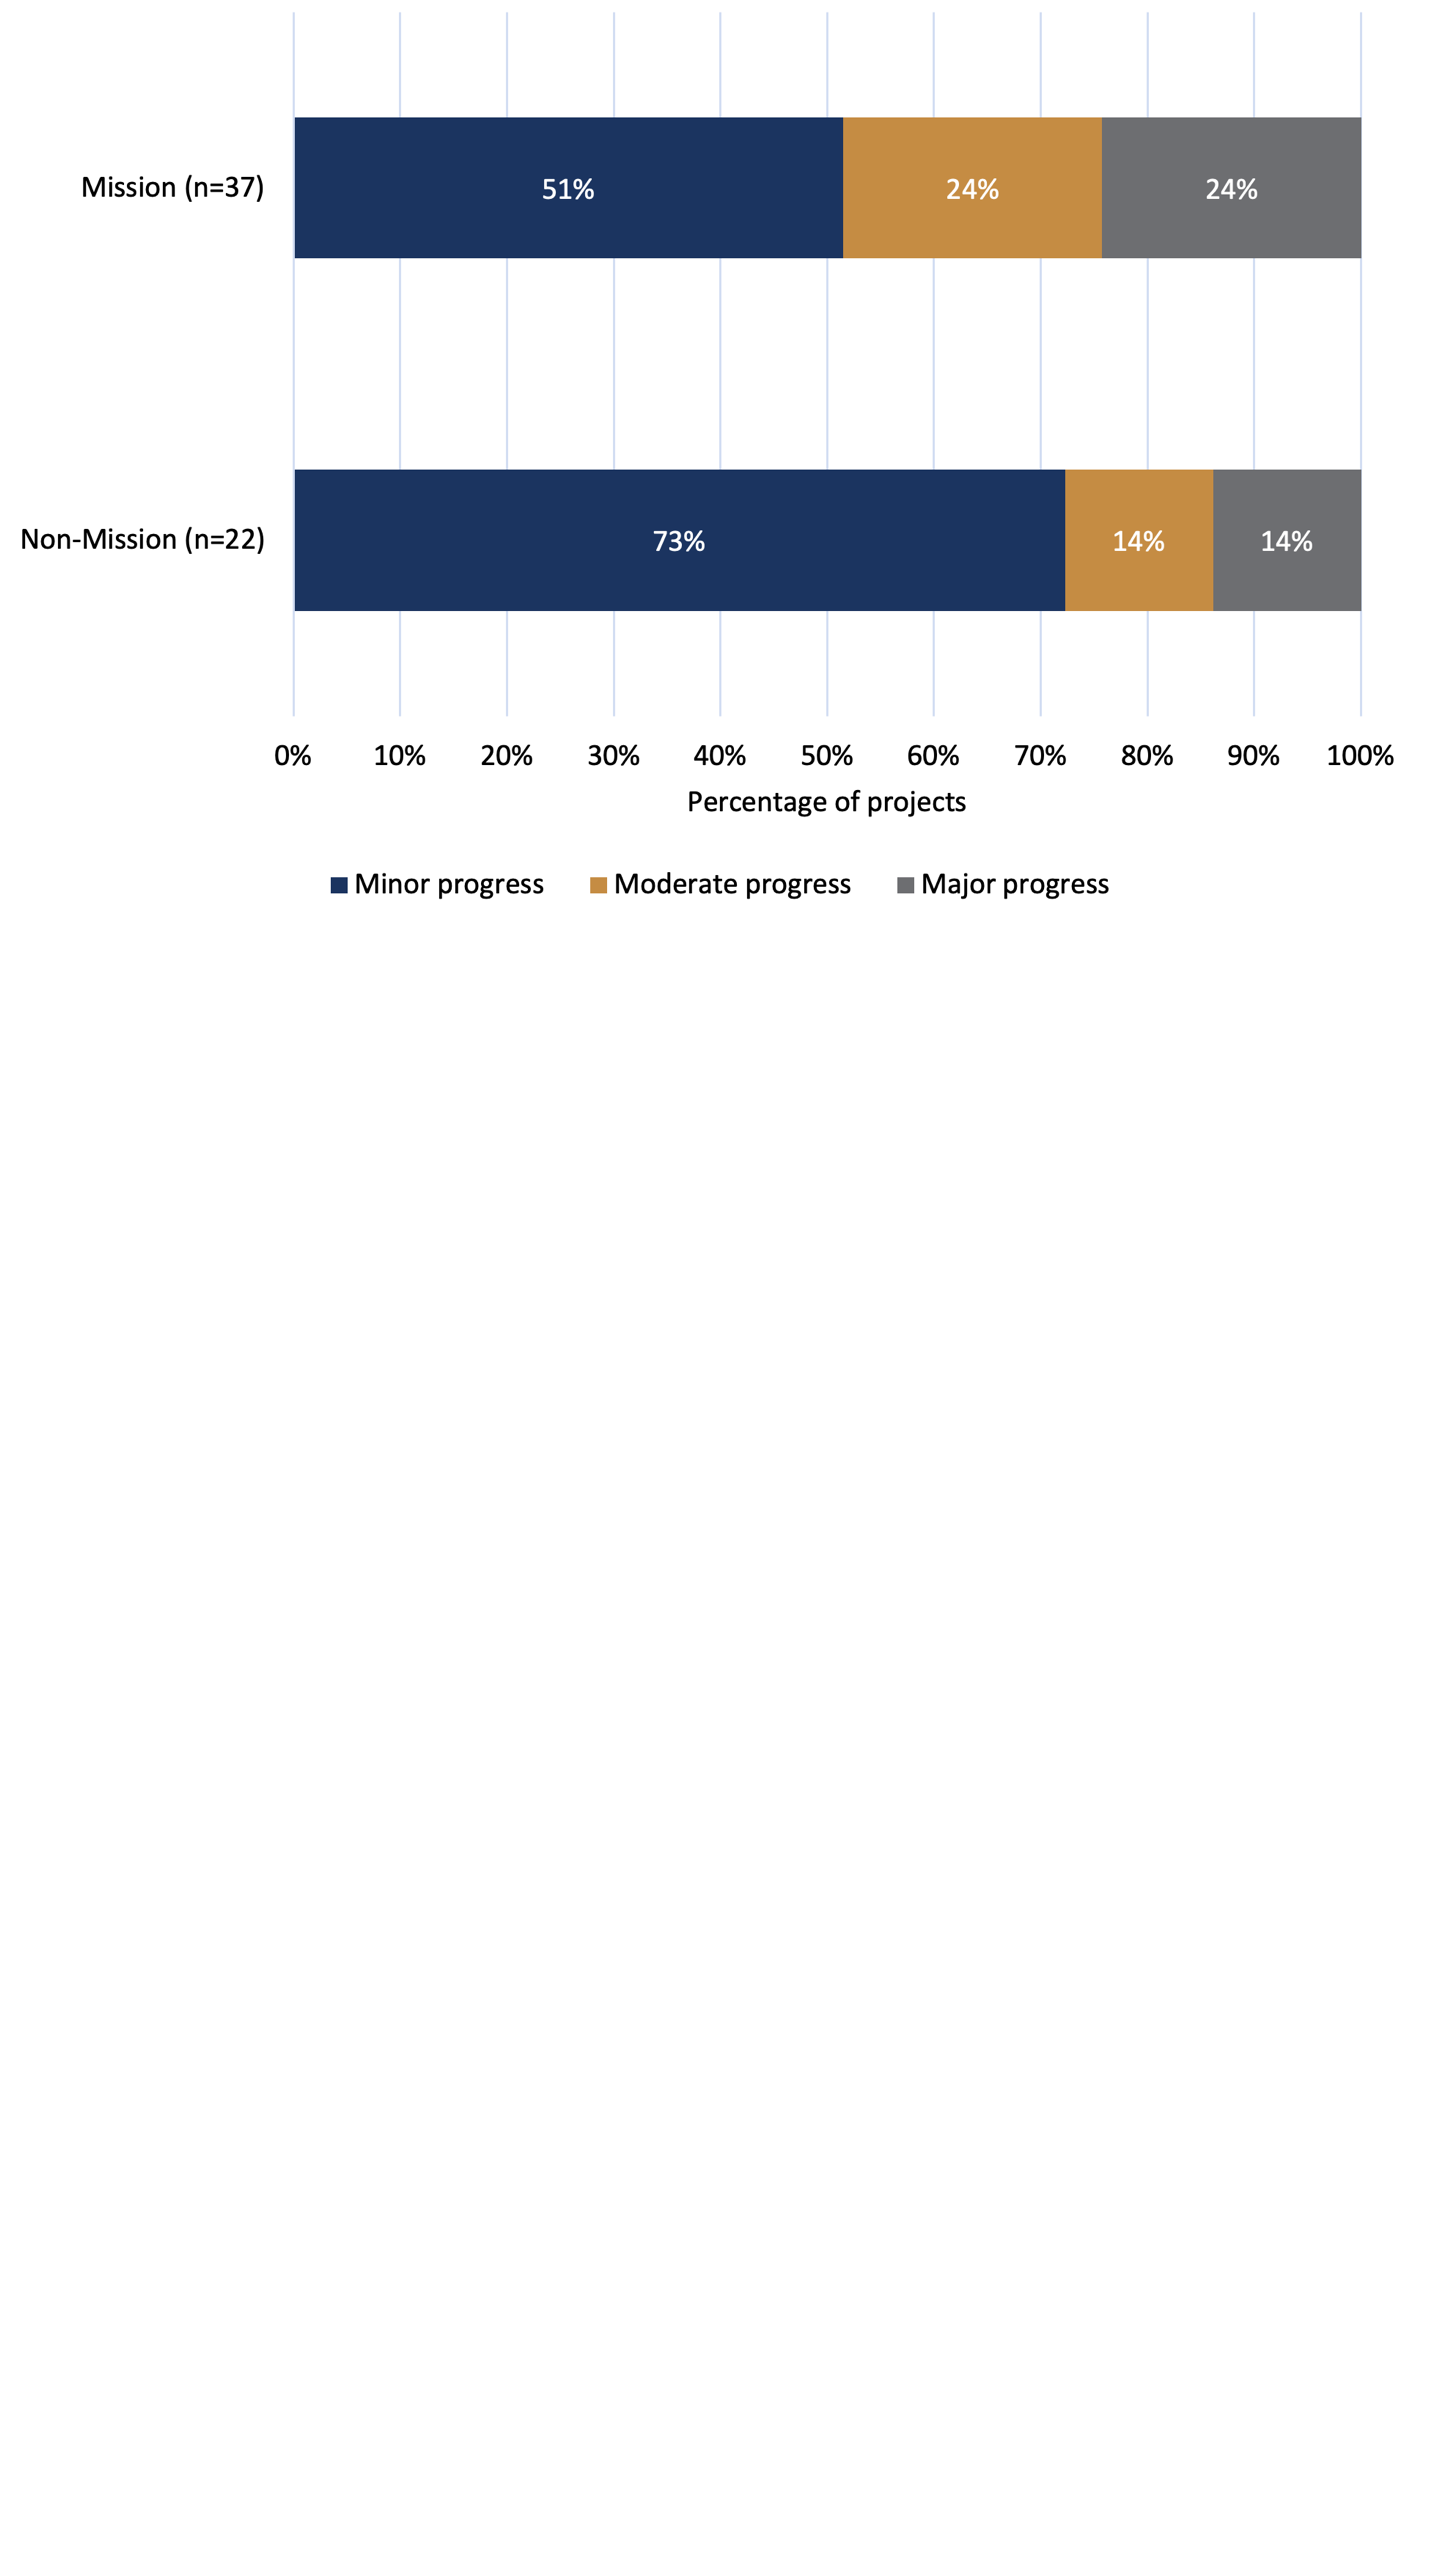 Mission (n=37)
51% 24% 24%
Non-Mission (n=22)
73% 14% 14%
0% 10% 20% 30% 40% 50% 60% 70% 80% 90% 100%
Percentage of projects
Minor progress Moderate progress Major progress